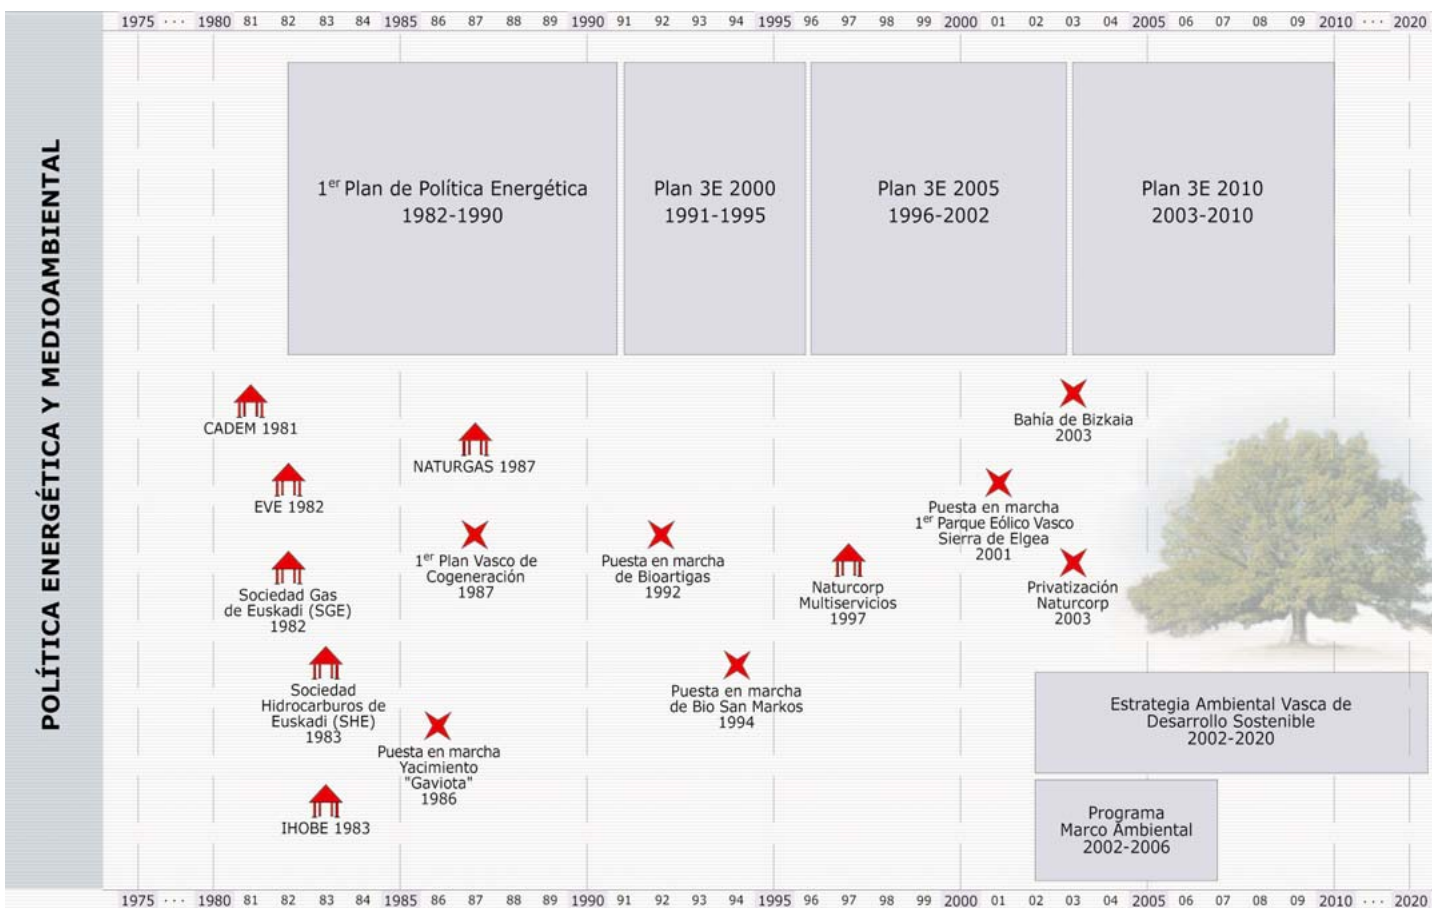 1975 ··· 1980 81 82 83 84 1985 86 87 88 89 1990 91 92 93 94 1995 96 97 98 99 2000 01 02 03 04 2005 06 07 08 09 2010 ··· 2020
POLÍTICA ENERGÉTICA Y MEDIOAMBIENTAL
1er Plan de Política Energética
1982-1990
Plan 3E 2000
1991-1995
Plan 3E 2005
1996-2002
Plan 3E 2010
2003-2010
CADEM 1981
NATURGAS 1987
Bahía de Bizkaia
2003
EVE 1982
Puesta en marcha
1er Parque Eólico Vasco
Sierra de Elgea
2001
1er Plan Vasco de
Cogeneración
1987
Puesta en marcha
de Bioartigas
1992
Naturcorp
Multiservicios
1997
Privatización
Naturcorp
2003
Sociedad Gas
de Euskadi (SGE)
1982
Sociedad
Hidrocarburos de
Euskadi (SHE)
1983
Puesta en marcha
de Bio San Markos
1994
Puesta en marcha
Yacimiento
"Gaviota"
1986
IHOBE 1983
Estrategia Ambiental Vasca de
Desarrollo Sostenible
2002-2020
Programa
Marco Ambiental
2002-2006
1975 ··· 1980 81 82 83 84 1985 86 87 88 89 1990 91 92 93 94 1995 96 97 98 99 2000 01 02 03 04 2005 06 07 08 09 2010 ··· 2020